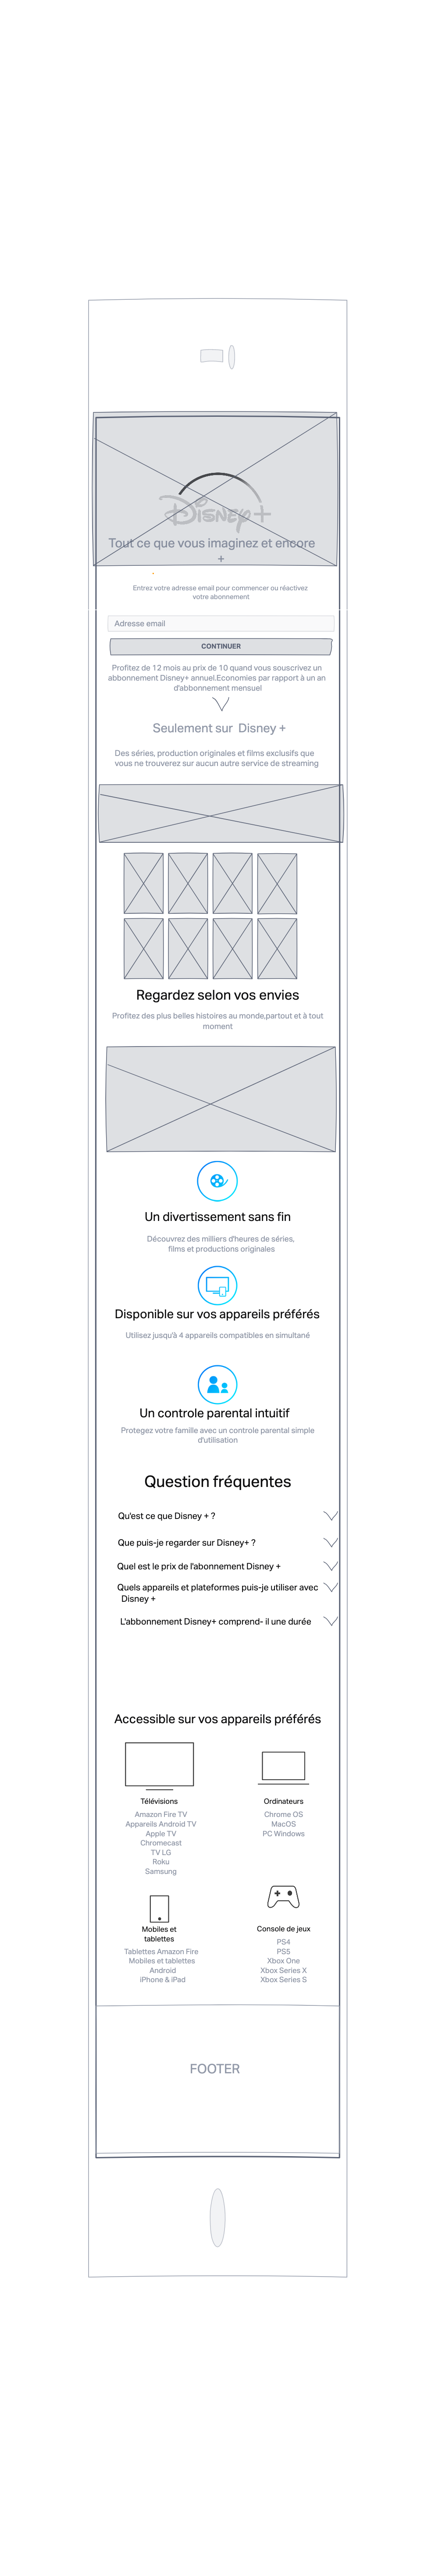 Disney+
Tout ce que vous imaginez et encore
+
Entrez votre adresse email pour commencer ou réactivez
votre abonnement
Adresse email
CONTINUER
Profitez de 12 mois au prix de 10 quand vous souscrivez un
abbonnement Disney+ annuel.Economies par rapport à un an
d'abbonnement mensuel
Seulement sur Disney +
Des séries, production originales et films exclusifs que
vous ne trouverez sur aucun autre service de streaming
Regardez selon vos envies
Profitez des plus belles histoires au monde,partout et à tout
moment
Un divertissement sans fin
Découvrez des milliers d'heures de séries,
films et productions originales
Disponible sur vos appareils préférés
Utilisez jusqu'à 4 appareils compatibles en simultané
Un controle parental intuitif
Protegez votre famille avec un controle parental simple
d'utilisation
Question fréquentes
Qu'est ce que Disney + ?
Que puis-je regarder sur Disney+ ?
Quel est le prix de l'abonnement Disney +
Quels appareils et plateformes puis-je utiliser avec
Disney +
L'abbonnement Disney+ comprend- il une durée
Accessible sur vos appareils préférés
Télévisions
Amazon Fire TV
Appareils Android TV
Apple TV
Chromecast
TV LG
Roku
Samsung
Ordinateurs
Chrome OS
MacOS
PC Windows
Mobiles et
tablettes
Tablettes Amazon Fire
Mobiles et tablettes
Android
iPhone & iPad
Console de jeux
PS4
PS5
Xbox One
Xbox Series X
Xbox Series S
FOOTER